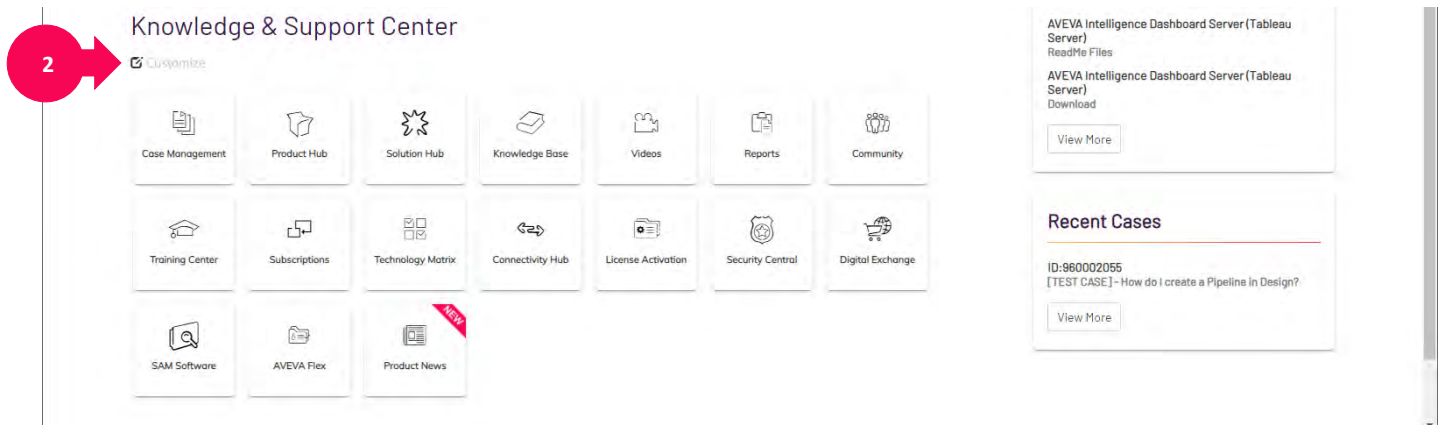 Knowledge & Support Center
2
Customize
Case Management
Product Hub
Solution Hub
Knowledge Base
Videos
Reports
Community
Training Center
Subscriptions
Technology Matrix
Connectivity Hub
License Activation
Security Central
Digital Exchange
SAM Software
AVEVA Flex
NEW
Product News
AVEVA Intelligence Dashboard Server (Tableau
Server)
ReadMe Files
AVEVA Intelligence Dashboard Server (Tableau
Server)
Download
View More
Recent Cases
ID:960002055
[TEST CASE] - How do I create a Pipeline in Design?
View More